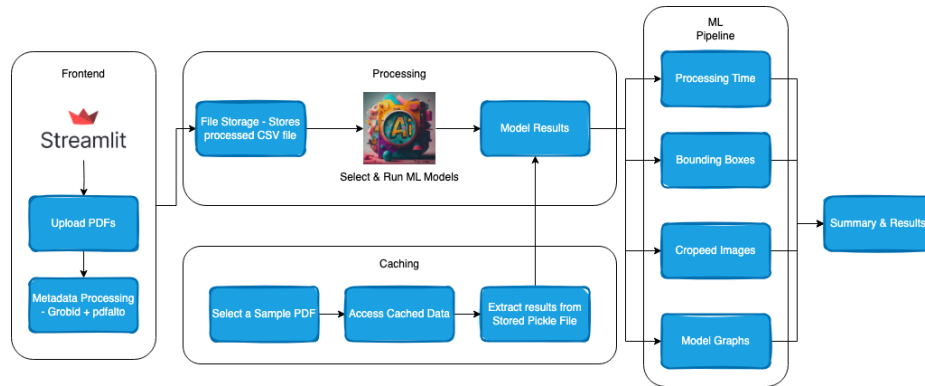 Frontend
Streamlit
Upload PDFs
Metadata Processing
- Grobid + pdfalto
Processing
File Storage - Stores
processed CSV file
Ai
Select & Run ML Models
Model Results
Caching
Select a Sample PDF
Access Cached Data
Extract results from
Stored Pickle File
ML
Pipeline
Processing Time
Bounding Boxes
Cropeed Images
Model Graphs
Summary & Results